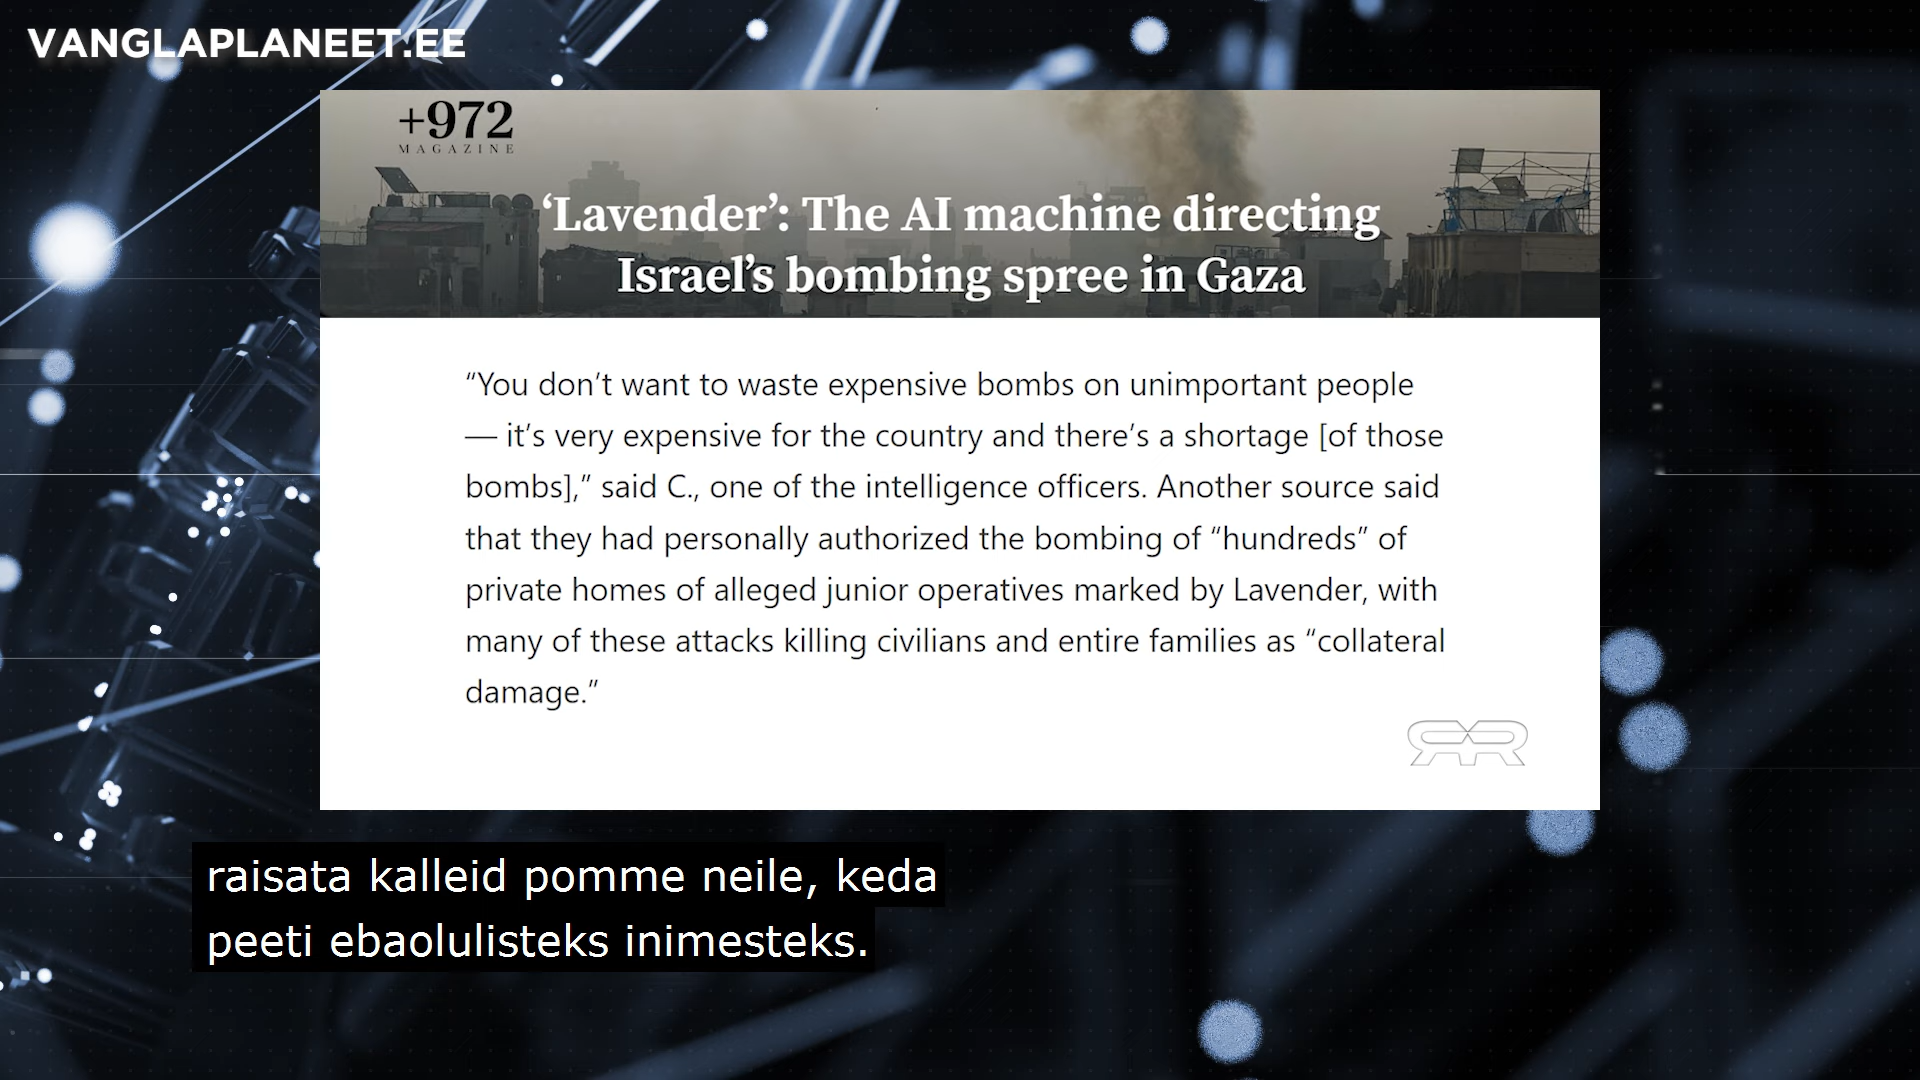 VANGLAPLANEET.EE
+972
MAGAZINE
‘Lavender’: The AI machine directing
Israel’s bombing spree in Gaza
“You don’t want to waste expensive bombs on unimportant people
— it’s very expensive for the country and there’s a shortage [of those
bombs],” said C., one of the intelligence officers. Another source said
that they had personally authorized the bombing of “hundreds” of
private homes of alleged junior operatives marked by Lavender, with
many of these attacks killing civilians and entire families as “collateral
damage.”
raisata kalleid pomme neile, keda
peeti ebaolulisteks inimesteks.